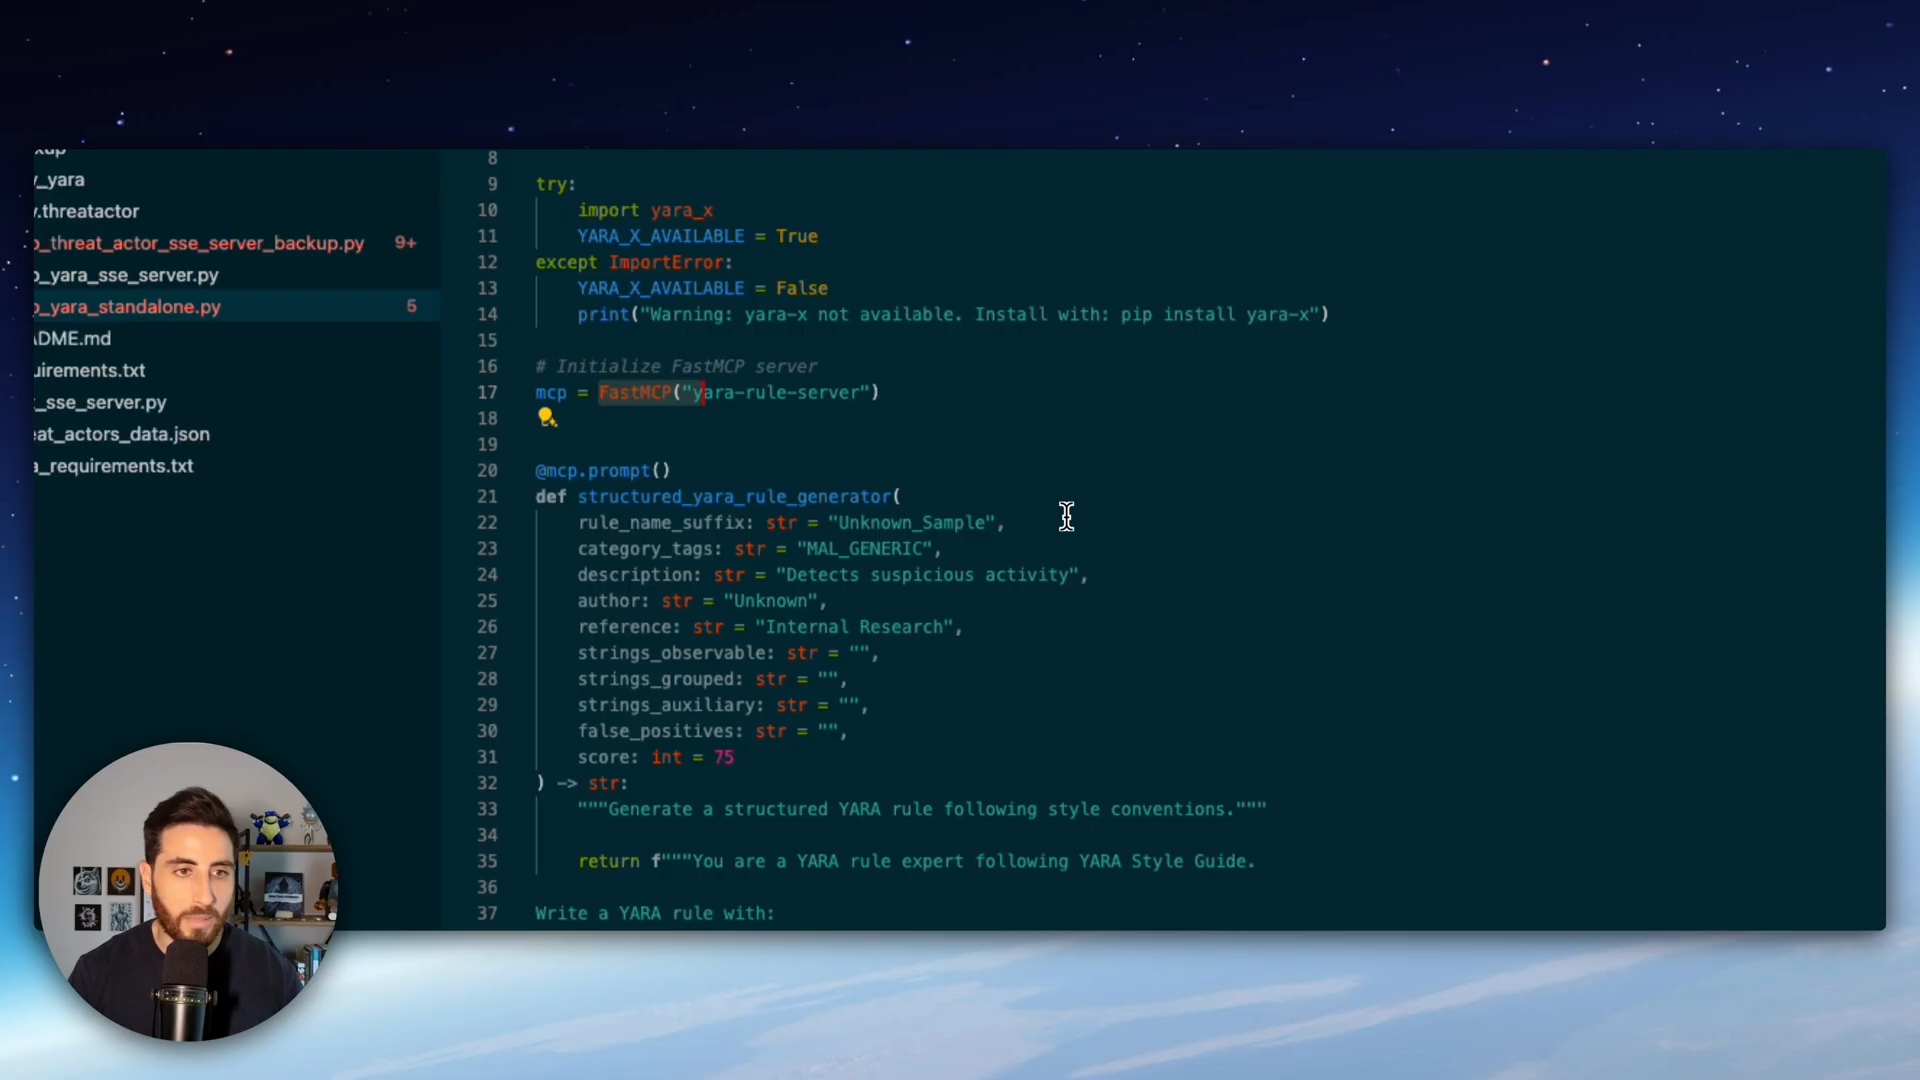 y_yara
.threatactor
_threat_actor_sse_server_backup.py 9+
_yara_sse_server.py
_yara_standalone.py 5
DME.md
uirements.txt
_sse_server.py
eat_actors_data.json
a_requirements.txt
8
9 try:
10 import yara_x
11 YARA_X_AVAILABLE = True
12 except ImportError:
13 YARA_X_AVAILABLE = False
14 print("Warning: yara-x not available. Install with: pip install yara-x")
15
16 # Initialize FastMCP server
17 mcp = FastMCP("yara-rule-server")
18
19
20 @mcp.prompt()
21 def structured_yara_rule_generator(
22 rule_name_suffix: str = "Unknown_Sample",
23 category_tags: str = "MAL_GENERIC",
24 description: str = "Detects suspicious activity",
25 author: str = "Unknown",
26 reference: str = "Internal Research",
27 strings_observable: str = "",
28 strings_grouped: str = "",
29 strings_auxiliary: str = "",
30 false_positives: str = "",
31 score: int = 75
32 ) -> str:
33 """Generate a structured YARA rule following style conventions."""
34
35 return f"""You are a YARA rule expert following YARA Style Guide.
36
37 Write a YARA rule with: